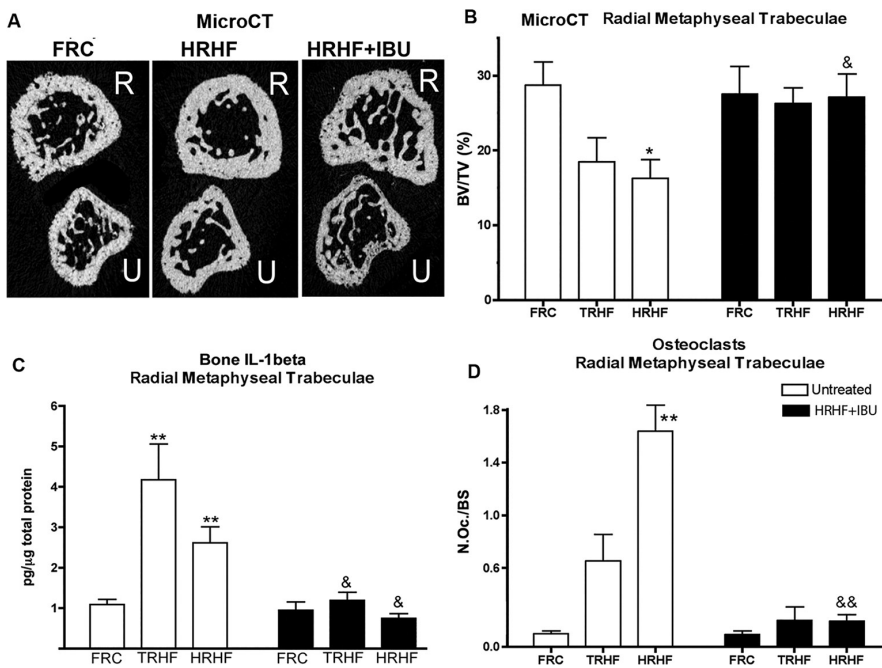 A
MicroCT
FRC
HRHF
HRHF+IBU
R
R
R
U
U
U
B
MicroCT Radial Metaphyseal Trabeculae
BV/TV (%)
30
20
10
0
*
&
FRC TRHF HRHF FRC TRHF HRHF
C
Bone IL-1beta
Radial Metaphyseal Trabeculae
pg/µg total protein
6
5
4
3
2
1
**
**
&
&
FRC TRHF HRHF FRC TRHF HRHF
D
Osteoclasts
Radial Metaphyseal Trabeculae
Untreated
HRHF+IBU
N.Oc./BS
1.8
1.4
1.0
0.6
0.0
**
&&
FRC TRHF HRHF FRC TRHF HRHF